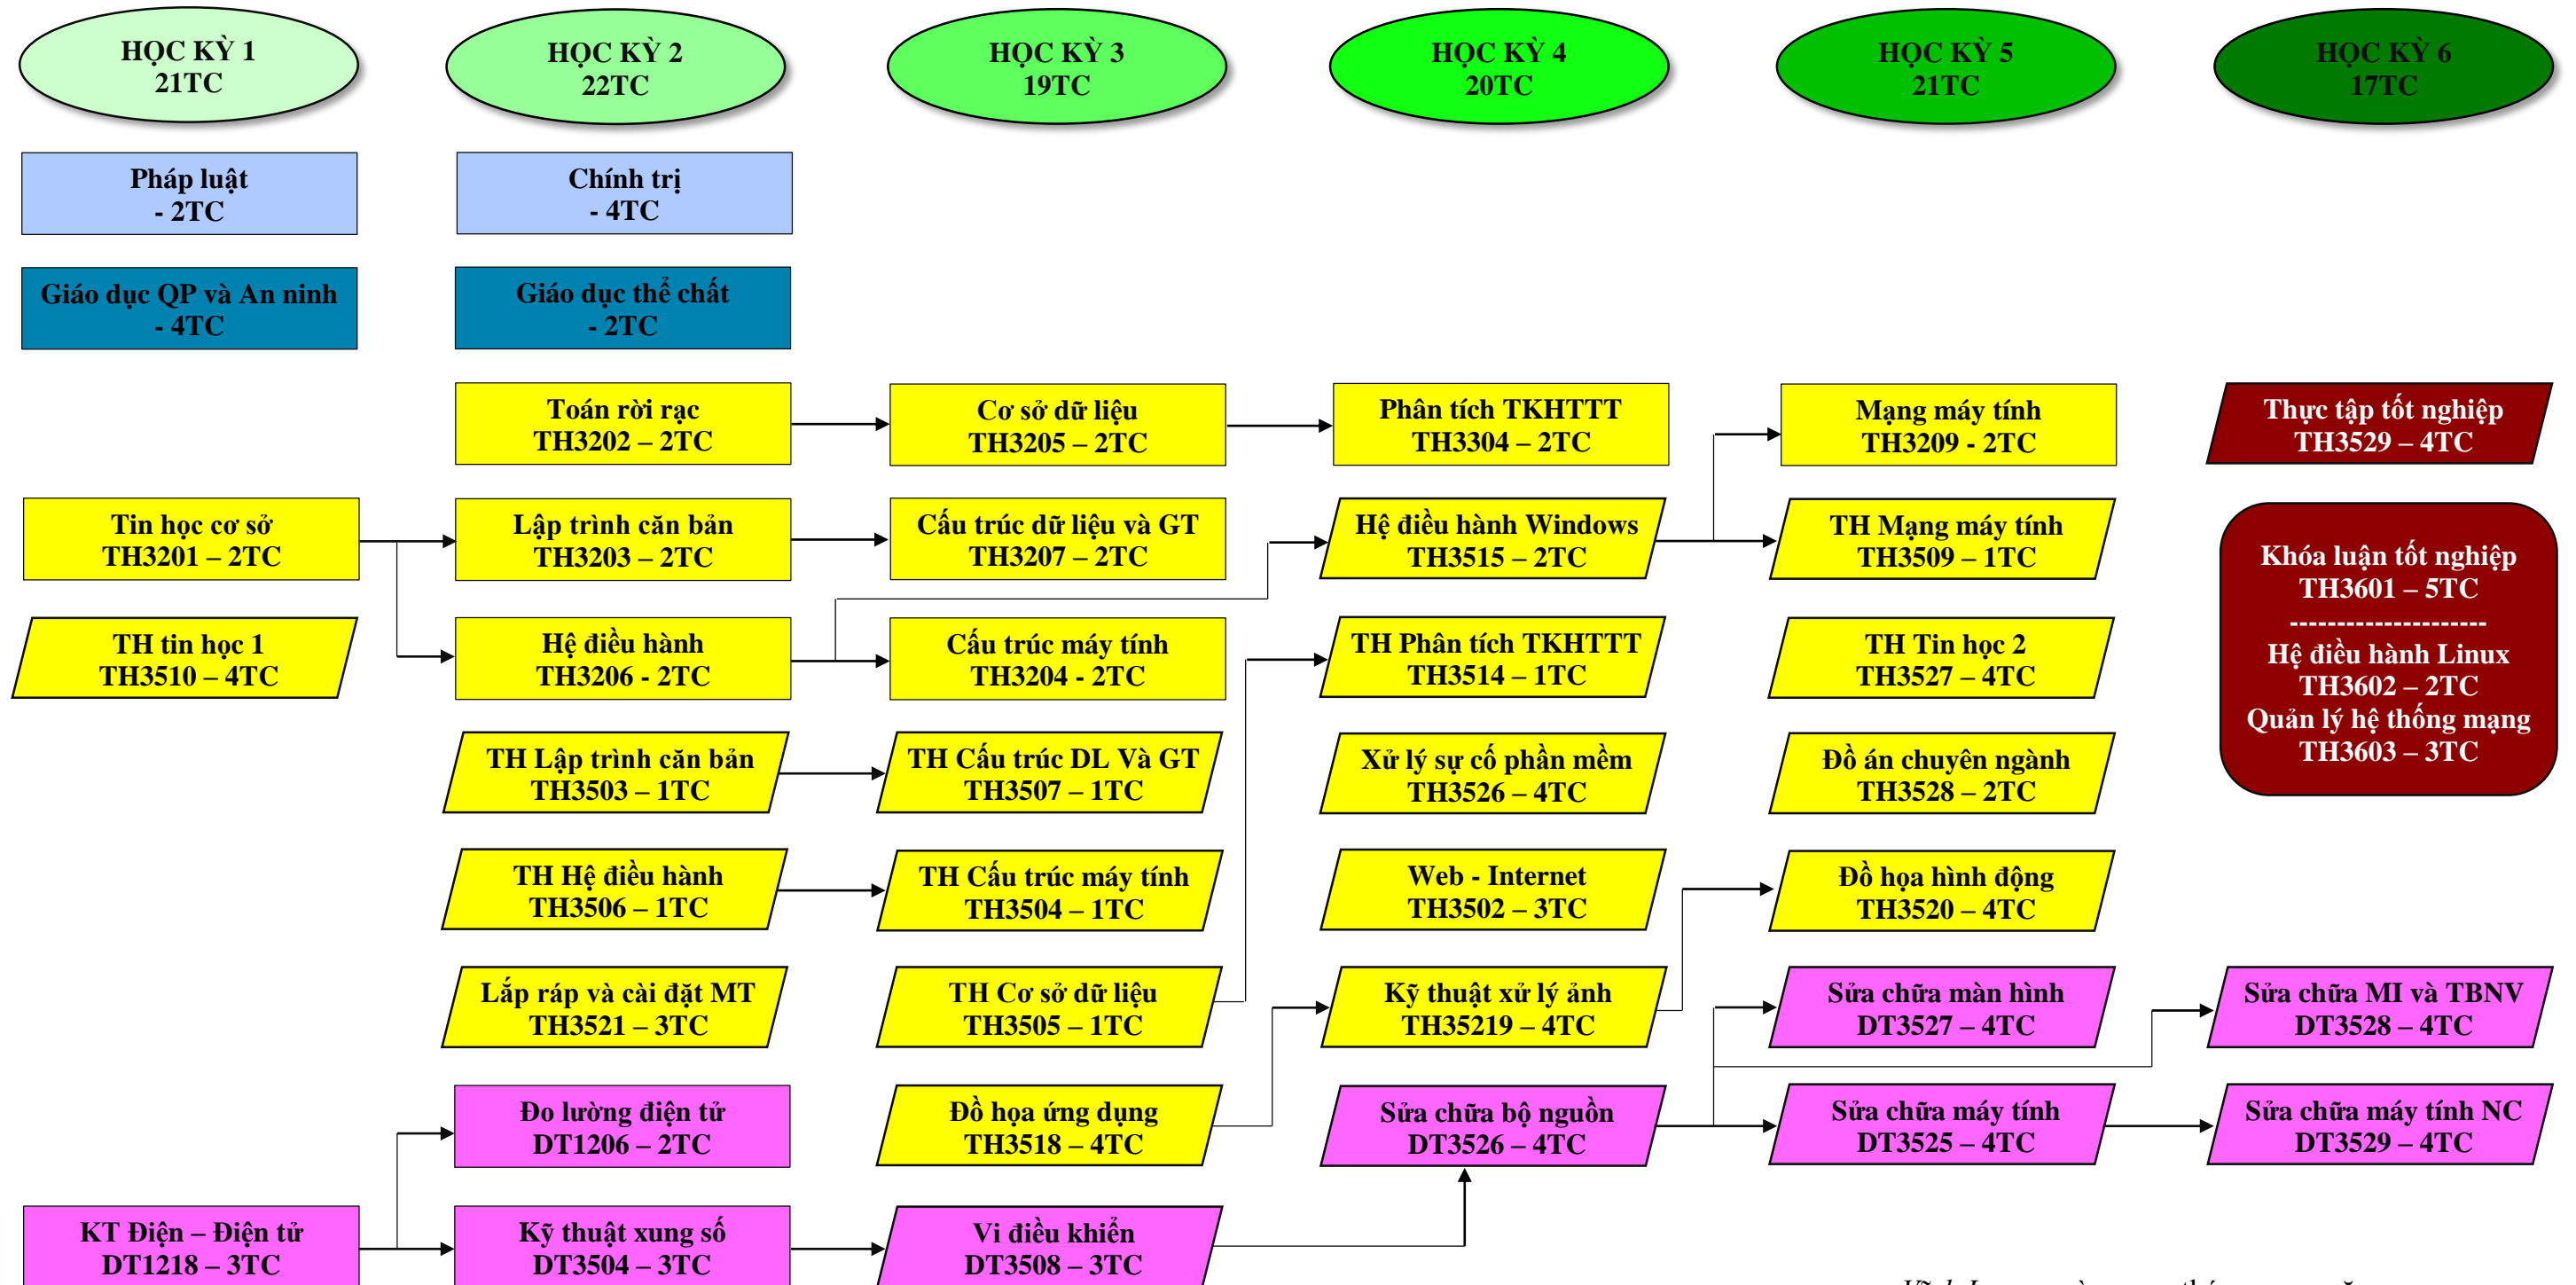 HỌC KỲ 1
21TC
HỌC KỲ 2
22TC
HỌC KỲ 3
19TC
HỌC KỲ 4
20TC
HỌC KỲ 5
21TC
HỌC KỲ 6
17TC
Pháp luật
- 2TC
Chính trị
- 4TC
Giáo dục QP và An ninh
- 4TC
Giáo dục thể chất
- 2TC
Toán rời rạc
TH3202 – 2TC
Cơ sở dữ liệu
TH3205 – 2TC
Phân tích TKHTTT
TH3304 – 2TC
Mạng máy tính
TH3209 - 2TC
Thực tập tốt nghiệp
TH3529 – 4TC
Tin học cơ sở
TH3201 – 2TC
Lập trình căn bản
TH3203 – 2TC
Cấu trúc dữ liệu và GT
TH3207 – 2TC
Hệ điều hành Windows
TH3515 – 2TC
TH Mạng máy tính
TH3509 – 1TC
Khóa luận tốt nghiệp
TH3601 – 5TC
---------------------
Hệ điều hành Linux
TH3602 – 2TC
Quản lý hệ thống mạng
TH3603 – 3TC
TH tin học 1
TH3510 – 4TC
Hệ điều hành
TH3206 - 2TC
Cấu trúc máy tính
TH3204 - 2TC
TH Phân tích TKHTTT
TH3514 – 1TC
TH Tin học 2
TH3527 – 4TC
TH Lập trình căn bản
TH3503 – 1TC
TH Cấu trúc DL Và GT
TH3507 – 1TC
Xử lý sự cố phần mềm
TH3526 – 4TC
Đồ án chuyên ngành
TH3528 – 2TC
TH Hệ điều hành
TH3506 – 1TC
TH Cấu trúc máy tính
TH3504 – 1TC
Web - Internet
TH3502 – 3TC
Đồ họa hình động
TH3520 – 4TC
Lắp ráp và cài đặt MT
TH3521 – 3TC
TH Cơ sở dữ liệu
TH3505 – 1TC
Kỹ thuật xử lý ảnh
TH35219 – 4TC
Sửa chữa màn hình
DT3527 – 4TC
Sửa chữa MI và TBNV
DT3528 – 4TC
Đo lường điện tử
DT1206 – 2TC
Đồ họa ứng dụng
TH3518 – 4TC
Sửa chữa bộ nguồn
DT3526 – 4TC
Sửa chữa máy tính
DT3525 – 4TC
Sửa chữa máy tính NC
DT3529 – 4TC
KT Điện – Điện tử
DT1218 – 3TC
Kỹ thuật xung số
DT3504 – 3TC
Vi điều khiển
DT3508 – 3TC